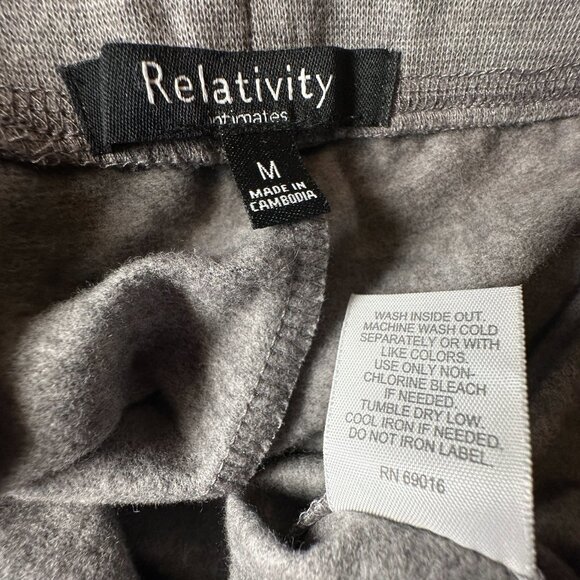 Relativity
intimates
M
MADE IN
CAMBODIA
WASH INSIDE OUT.
MACHINE WASH COLD
SEPARATELY OR WITH
LIKE COLORS.
USE ONLY NON-
CHLORINE BLEACH
IF NEEDED.
TUMBLE DRY LOW.
COOL IRON IF NEEDED.
DO NOT IRON LABEL.
RN 69016